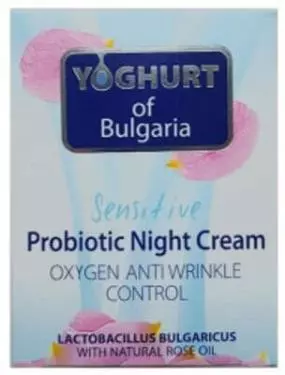 YOGHURT
of
Bulgaria
Sensitive
Probiotic Night Cream
OXYGEN ANTI WRINKLE
CONTROL
LACTOBACILLUS BULGARICUS
WITH NATURAL ROSE OIL